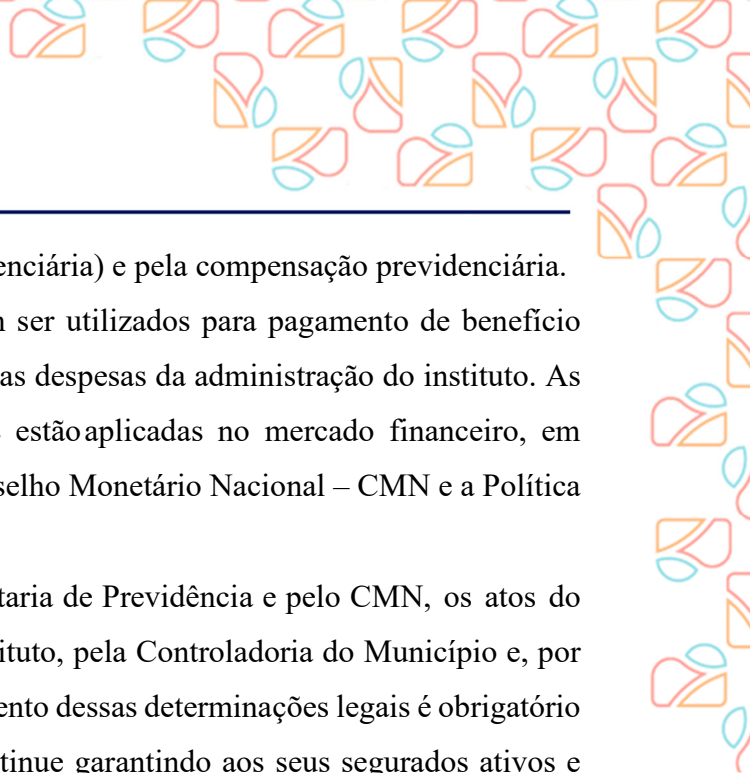 enciária) e pela compensação previdenciária.
ser utilizados para pagamento de benefício
as despesas da administração do instituto. As
estãoaplicadas no mercado financeiro, em
selho Monetário Nacional – CMN e a Política
taria de Previdência e pelo CMN, os atos do
ituto, pela Controladoria do Município e, por
ento dessas determinações legais é obrigatório
tinue garantindo aos seus segurados ativos e